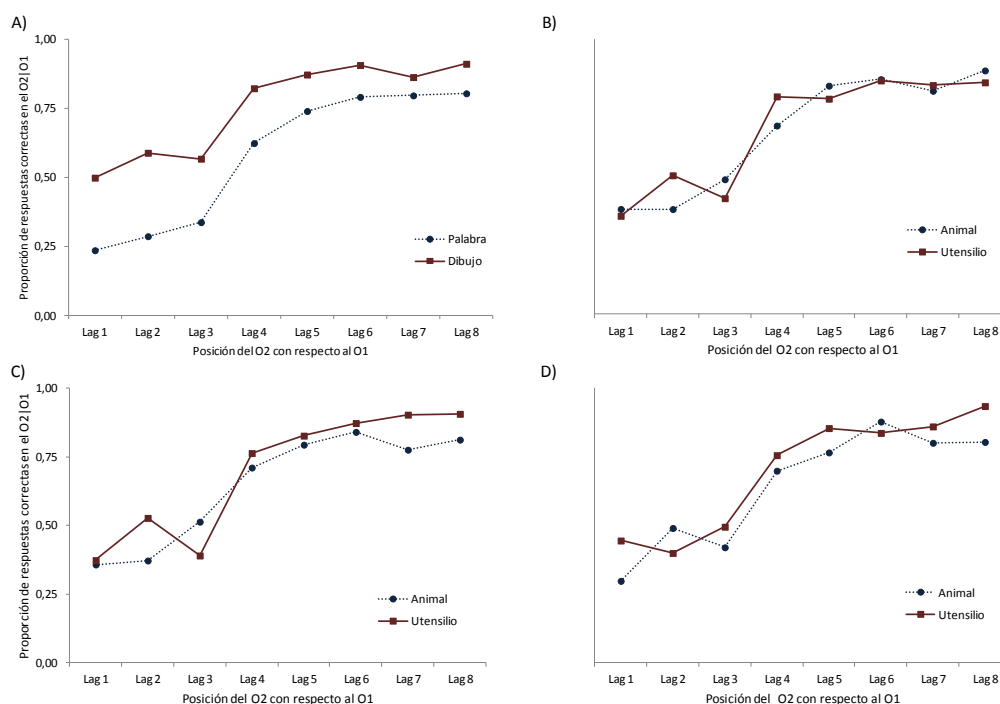 A)
1,00
0,75
0,50
0,25
0,00
Proporción de respuestas correctas en el O2|O1
Palabra
Dibujo
Lag 1 Lag 2 Lag 3 Lag 4 Lag 5 Lag 6 Lag 7 Lag 8
Posición del O2 con respecto al O1
B)
Animal
Utensilio
Lag 1 Lag 2 Lag 3 Lag 4 Lag 5 Lag 6 Lag 7 Lag 8
Posición del O2 con respecto al O1
C)
1,00
0,75
0,50
0,25
0,00
Proporción de respuestas correctas en el O2|O1
Animal
Utensilio
Lag 1 Lag 2 Lag 3 Lag 4 Lag 5 Lag 6 Lag 7 Lag 8
Posición del O2 con respecto al O1
D)
Animal
Utensilio
Lag 1 Lag 2 Lag 3 Lag 4 Lag 5 Lag 6 Lag 7 Lag 8
Posición del O2 con respecto al O1